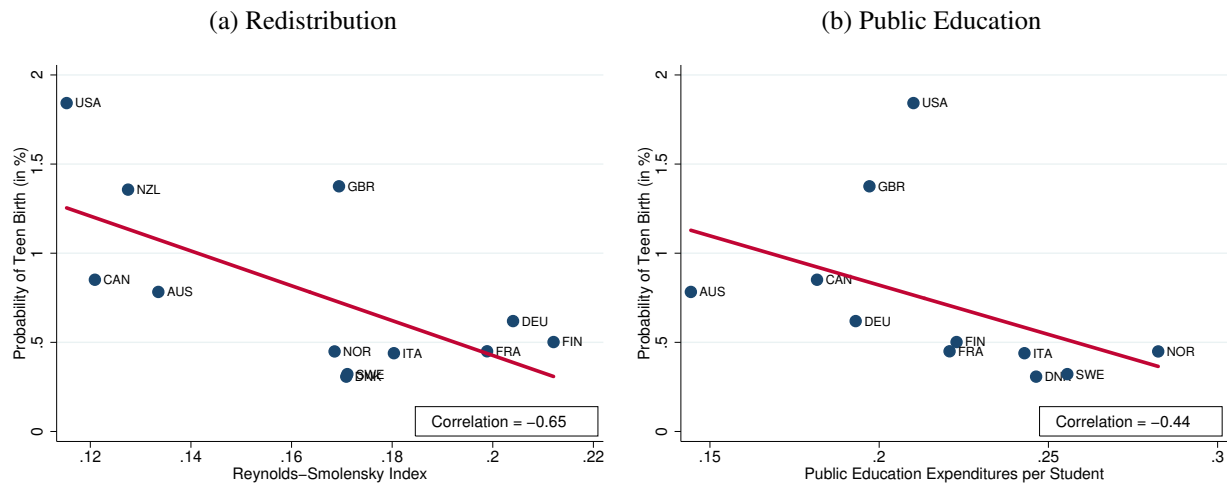 (a) Redistribution
Probability of Teen Birth (in %)
2
1.5
1
.5
0
USA
NZL
GBR
CAN
AUS
DEU
FIN
NOR
ITA
FRA
SWE
DNK
Correlation = −0.65
.12 .14 .16 .18 .2 .22
Reynolds−Smolensky Index
(b) Public Education
Probability of Teen Birth (in %)
2
1.5
1
.5
0
USA
GBR
CAN
AUS
DEU
FIN
FRA
ITA
NOR
DNK
SWE
Correlation = −0.44
.15 .2 .25 .3
Public Education Expenditures per Student